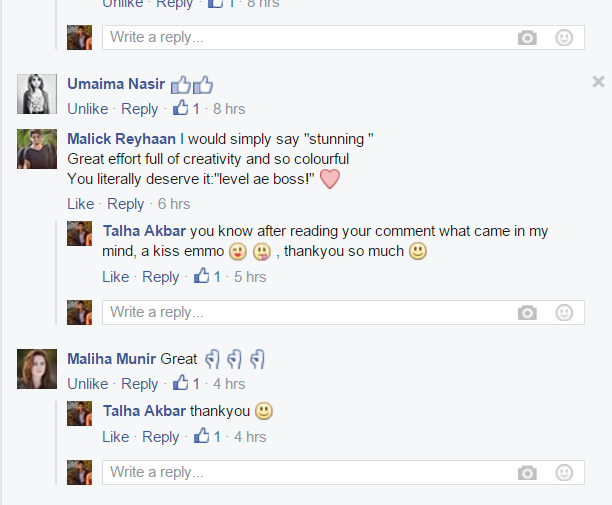 Unlike · Reply · 1 · 8 hrs
Write a reply...
Umaima Nasir
Unlike · Reply · 1 · 8 hrs
Malick Reyhaan I would simply say "stunning "
Great effort full of creativity and so colourful
You literally deserve it:"level ae boss!"
Like · Reply · 6 hrs
Talha Akbar you know after reading your comment what came in my
mind, a kiss emmo , thankyou so much
Like · Reply · 1 · 5 hrs
Write a reply...
Maliha Munir Great
Unlike · Reply · 1 · 4 hrs
Talha Akbar thankyou
Like · Reply · 1 · 4 hrs
Write a reply...